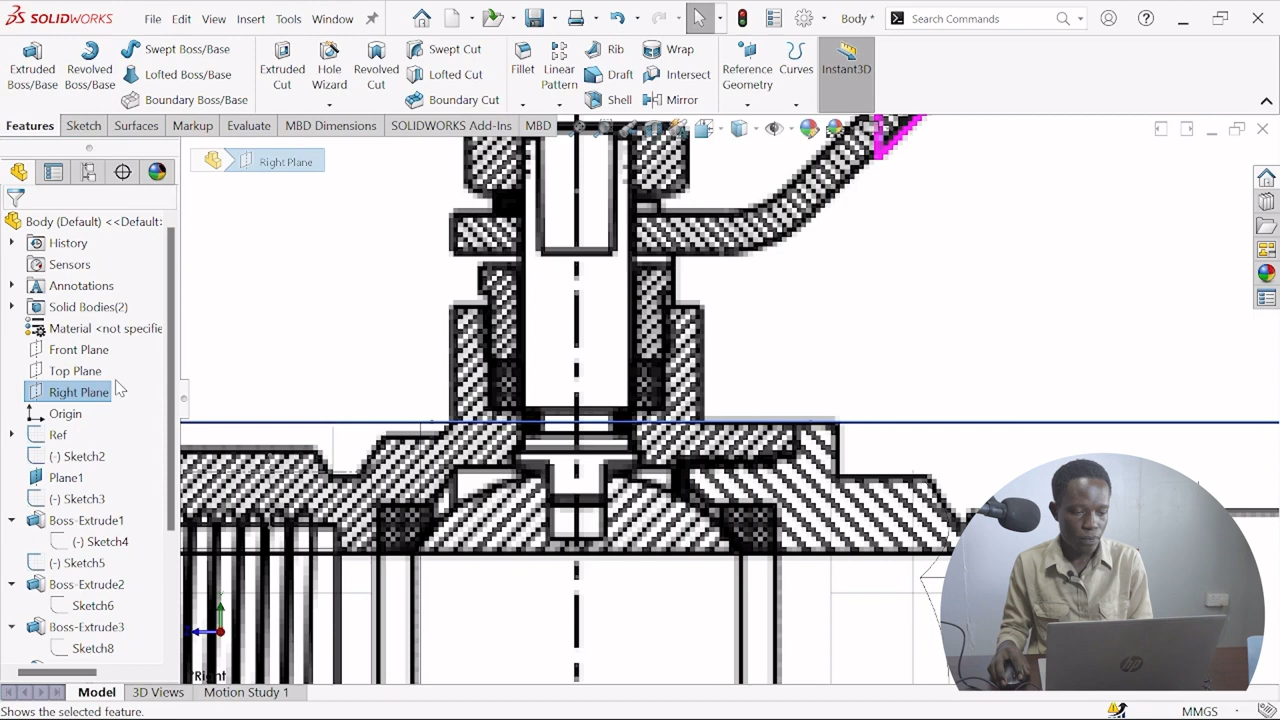 SOLIDWORKS File Edit View Insert Tools Window Body * Search Commands
Extruded Boss/Base
Revolved Boss/Base
Swept Boss/Base
Lofted Boss/Base
Boundary Boss/Base
Extruded Cut
Hole Wizard
Revolved Cut
Swept Cut
Lofted Cut
Boundary Cut
Fillet
Linear Pattern
Rib
Draft
Shell
Wrap
Intersect
Mirror
Reference Geometry
Curves
Instant3D
Features Sketch Surfac Markup Evaluate MBD Dimensions SOLIDWORKS Add-Ins MBD
Right Plane
Body (Default) <<Default:
History
Sensors
Annotations
Solid Bodies(2)
Material <not specifie
Front Plane
Top Plane
Right Plane
Origin
Ref
(-) Sketch2
Plane1
(-) Sketch3
Boss-Extrude1
(-) Sketch4
(-) Sketch5
Boss-Extrude2
Sketch6
Boss-Extrude3
Sketch8
*Right
Model 3D Views Motion Study 1
Shows the selected feature. MMGS
hp